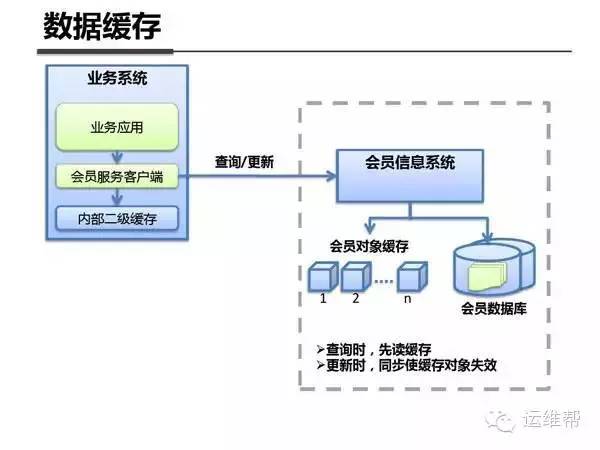 数据缓存
业务系统
业务应用
会员服务客户端
内部二级缓存
查询/更新
会员信息系统
会员对象缓存
1 2 .... n
会员数据库
➢查询时，先读缓存
➢更新时，同步使缓存对象失效
运维帮